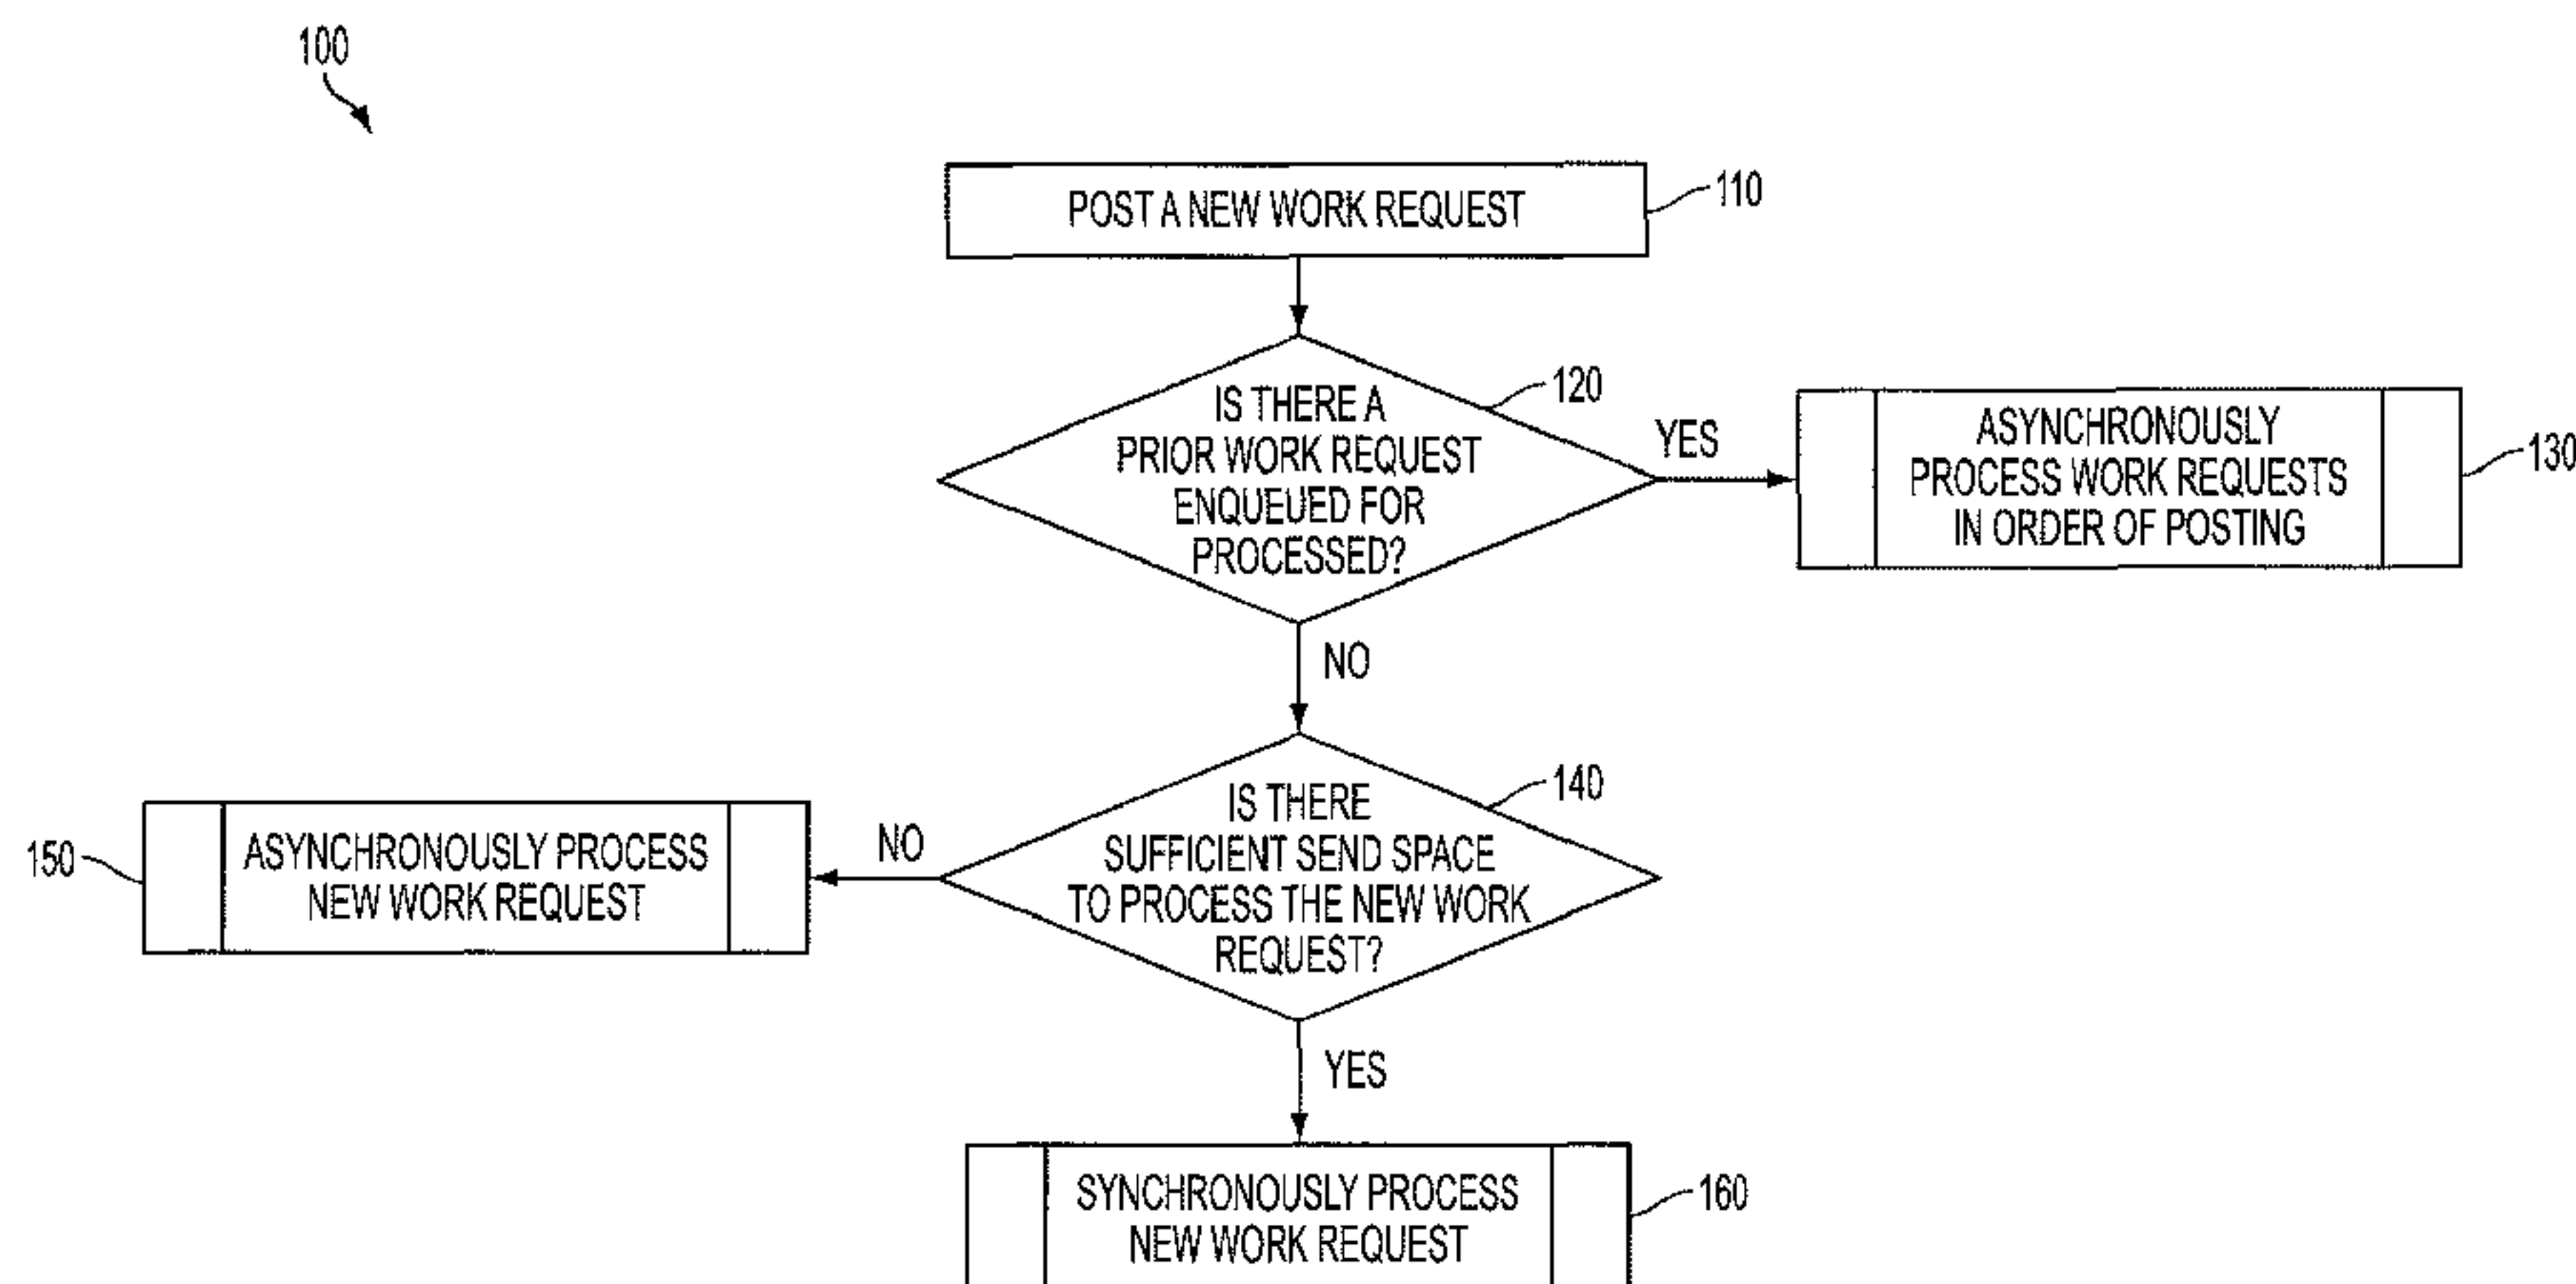 100
POST A NEW WORK REQUEST
110
IS THERE A
PRIOR WORK REQUEST
ENQUEUED FOR
PROCESSED?
120
YES
ASYNCHRONOUSLY
PROCESS WORK REQUESTS
IN ORDER OF POSTING
130
NO
IS THERE
SUFFICIENT SEND SPACE
TO PROCESS THE NEW WORK
REQUEST?
140
NO
ASYNCHRONOUSLY PROCESS
NEW WORK REQUEST
150
YES
SYNCHRONOUSLY PROCESS
NEW WORK REQUEST
160